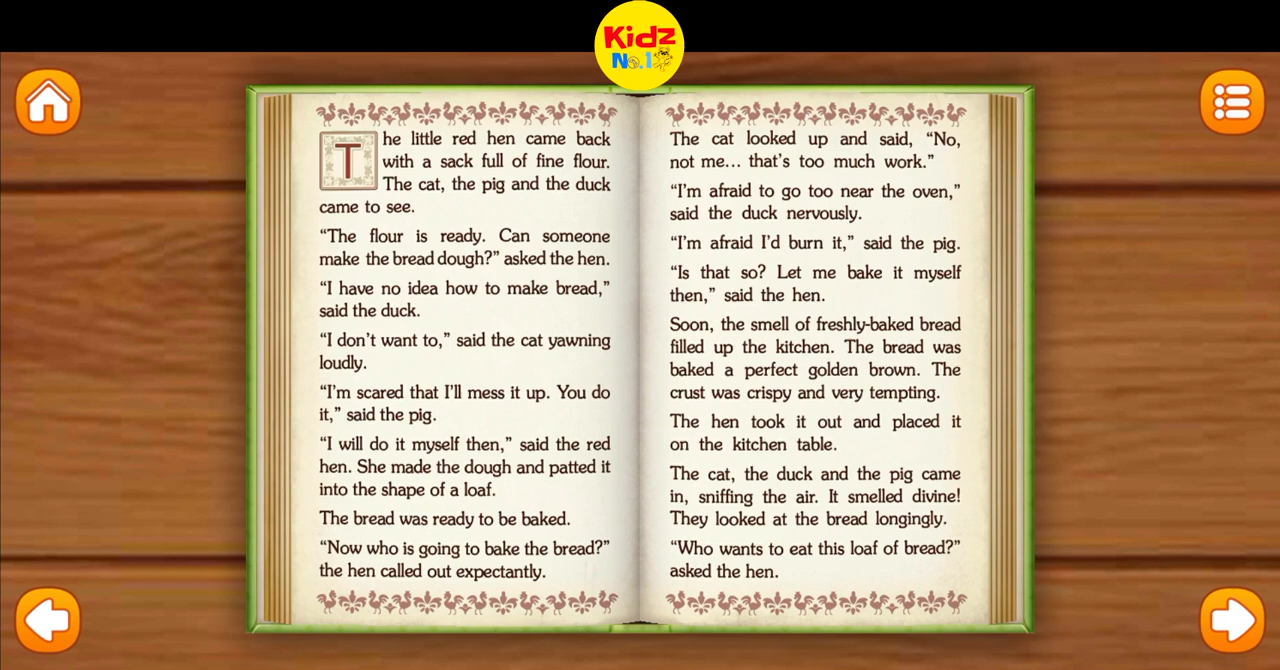 Kidz
No.1
The little red hen came back
with a sack full of fine flour.
The cat, the pig and the duck
came to see.
“The flour is ready. Can someone
make the bread dough?” asked the hen.
“I have no idea how to make bread,”
said the duck.
“I don’t want to,” said the cat yawning
loudly.
“I’m scared that I’ll mess it up. You do
it,” said the pig.
“I will do it myself then,” said the red
hen. She made the dough and patted it
into the shape of a loaf.
The bread was ready to be baked.
“Now who is going to bake the bread?”
the hen called out expectantly.
The cat looked up and said, “No,
not me... that’s too much work.”
“I’m afraid to go too near the oven,”
said the duck nervously.
“I’m afraid I’d burn it,” said the pig.
“Is that so? Let me bake it myself
then,” said the hen.
Soon, the smell of freshly-baked bread
filled up the kitchen. The bread was
baked a perfect golden brown. The
crust was crispy and very tempting.
The hen took it out and placed it
on the kitchen table.
The cat, the duck and the pig came
in, sniffing the air. It smelled divine!
They looked at the bread longingly.
“Who wants to eat this loaf of bread?”
asked the hen.